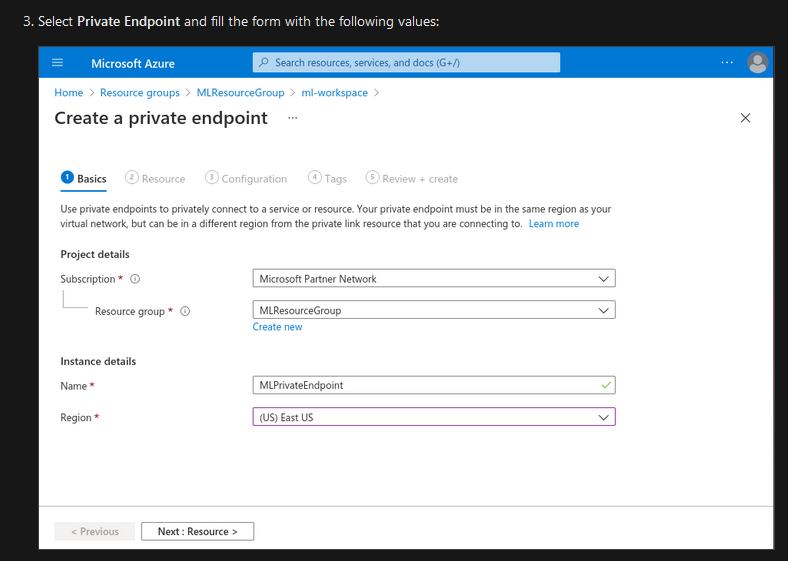 3. Select Private Endpoint and fill the form with the following values:
Microsoft Azure
Search resources, services, and docs (G+/)
...
Home > Resource groups > MLResourceGroup > ml-workspace >
Create a private endpoint ...
1 Basics 2 Resource 3 Configuration 4 Tags 5 Review + create
Use private endpoints to privately connect to a service or resource. Your private endpoint must be in the same region as your
virtual network, but can be in a different region from the private link resource that you are connecting to. Learn more
Project details
Subscription * Microsoft Partner Network
Resource group * MLResourceGroup
Create new
Instance details
Name * MLPrivateEndpoint
Region * (US) East US
< Previous Next : Resource >